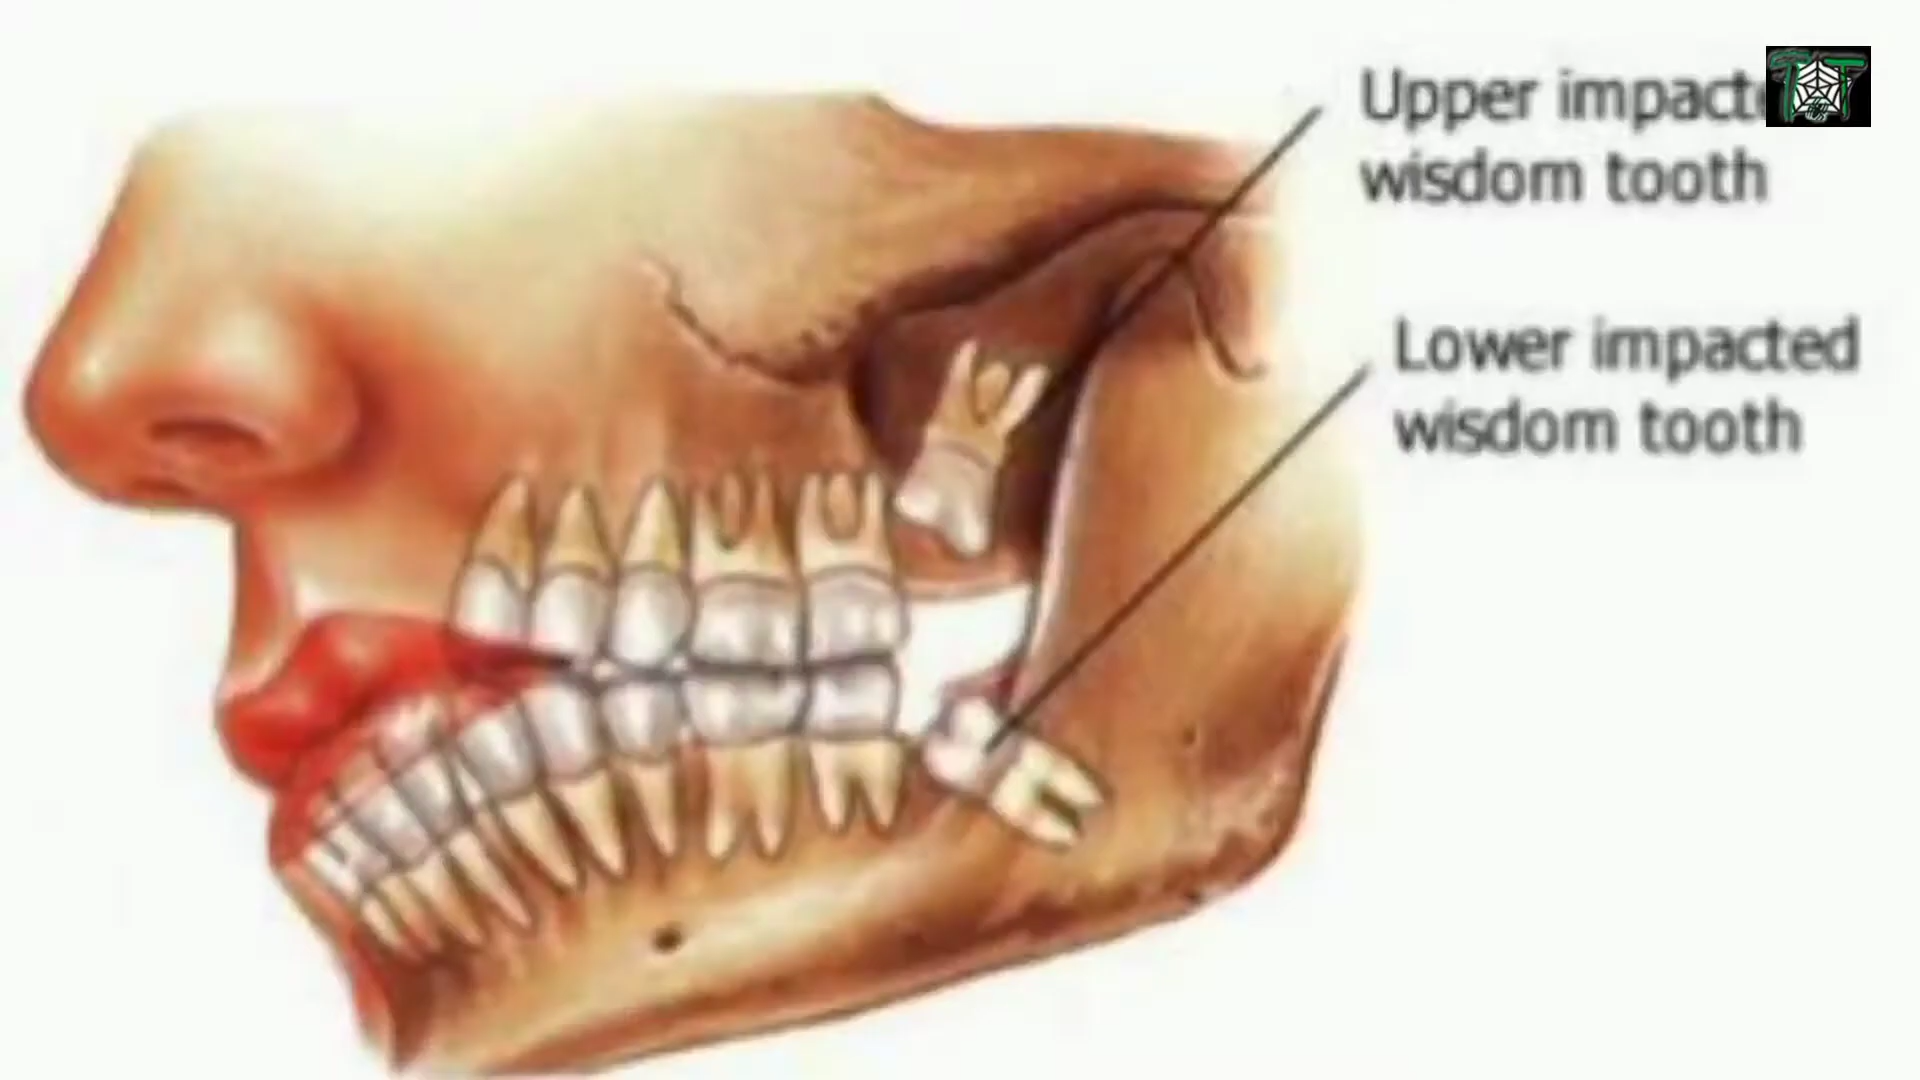 Upper impacte
wisdom tooth
Lower impacted
wisdom tooth